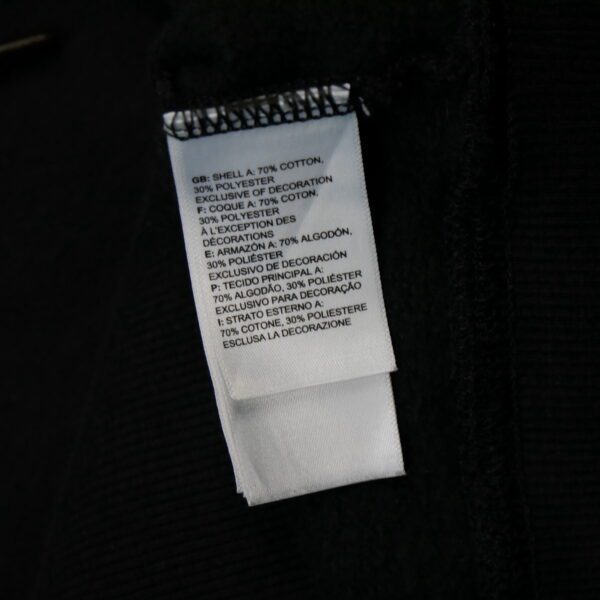 GB: SHELL A: 70% COTTON,
30% POLYESTER
EXCLUSIVE OF DECORATION
F: COQUE A: 70% COTON,
30% POLYESTER
À L'EXCEPTION DES
DÉCORATIONS
E: ARMAZÓN A: 70% ALGODÓN,
30% POLIÉSTER
EXCLUSIVO DE DECORACIÓN
P: TECIDO PRINCIPAL A:
70% ALGODÃO, 30% POLIÉSTER
EXCLUSIVO PARA DECORAÇÃO
I: STRATO ESTERNO A:
70% COTONE, 30% POLIESTERE
ESCLUSA LA DECORAZIONE